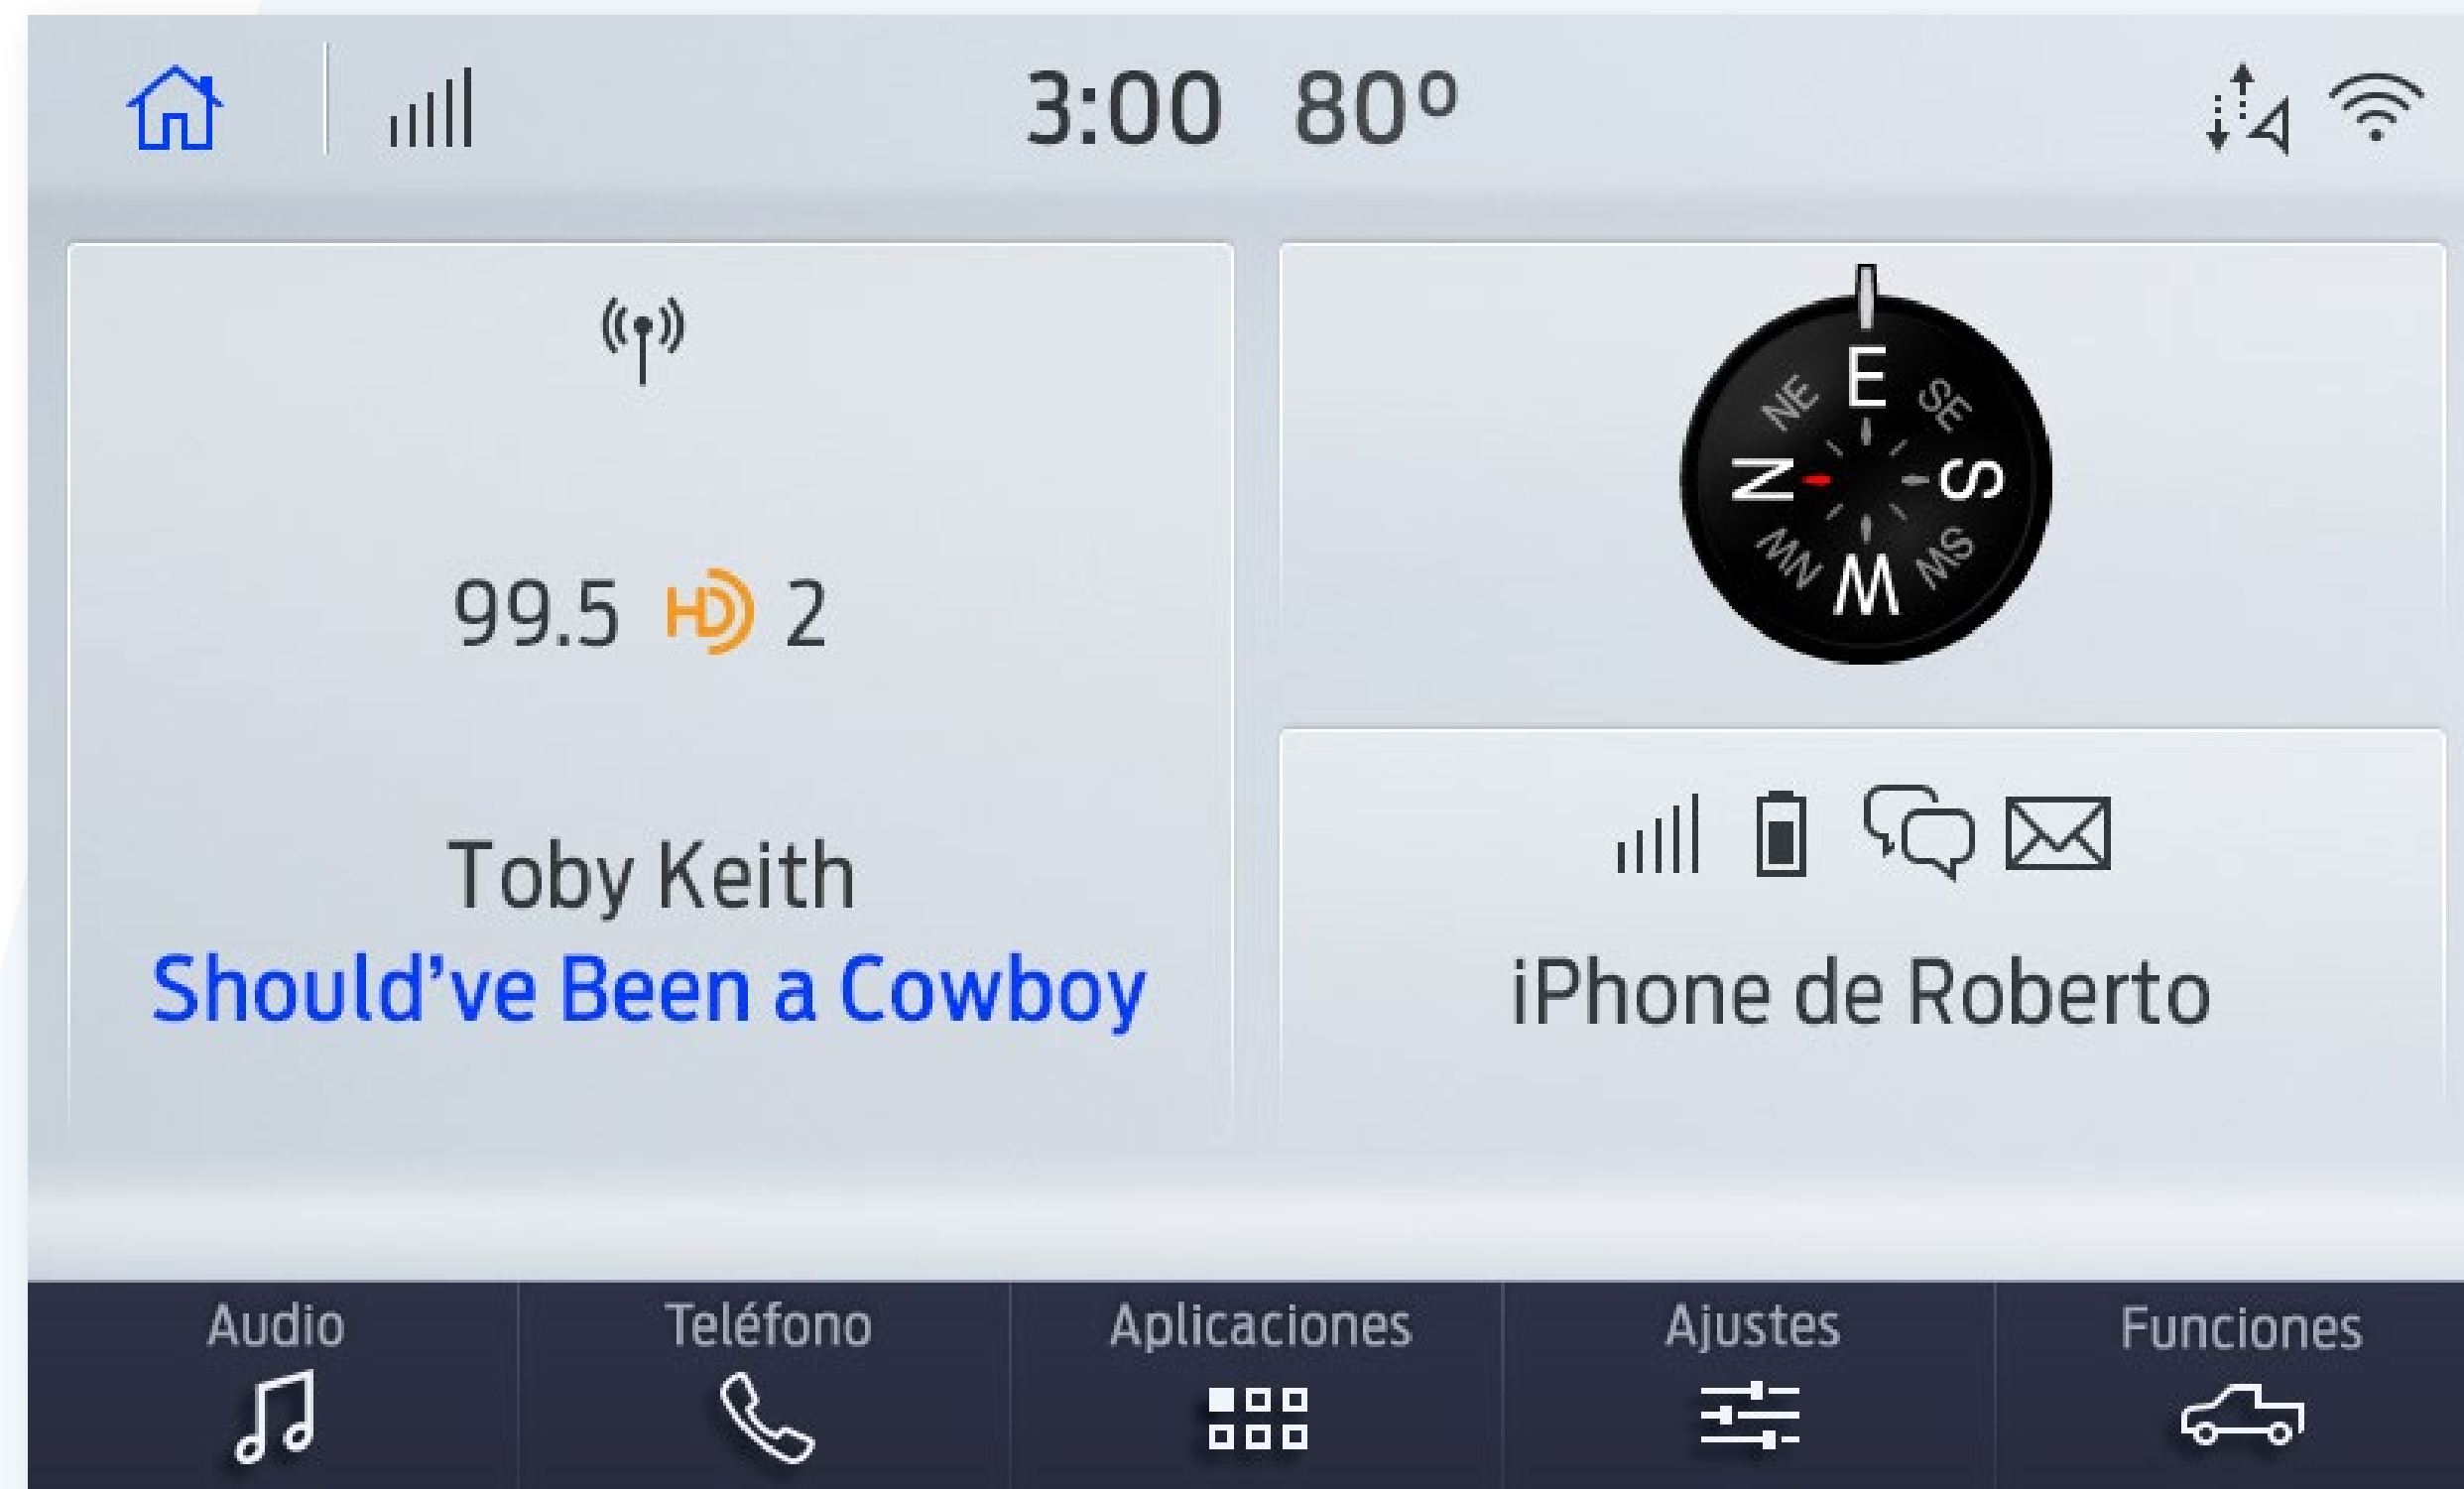 3:00 80º
99.5 HD 2
Toby Keith
Should’ve Been a Cowboy
E
NE
SE
N
S
NW
SW
W
iPhone de Roberto
Audio
Teléfono
Aplicaciones
Ajustes
Funciones